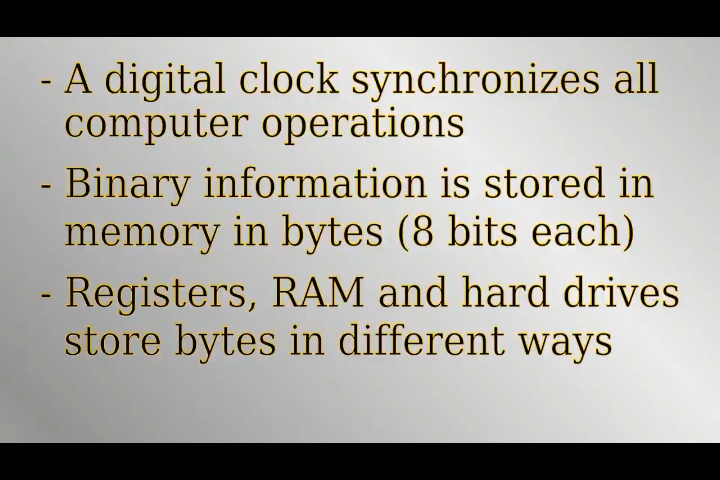 - A digital clock synchronizes all
computer operations
- Binary information is stored in
memory in bytes (8 bits each)
- Registers, RAM and hard drives
store bytes in different ways